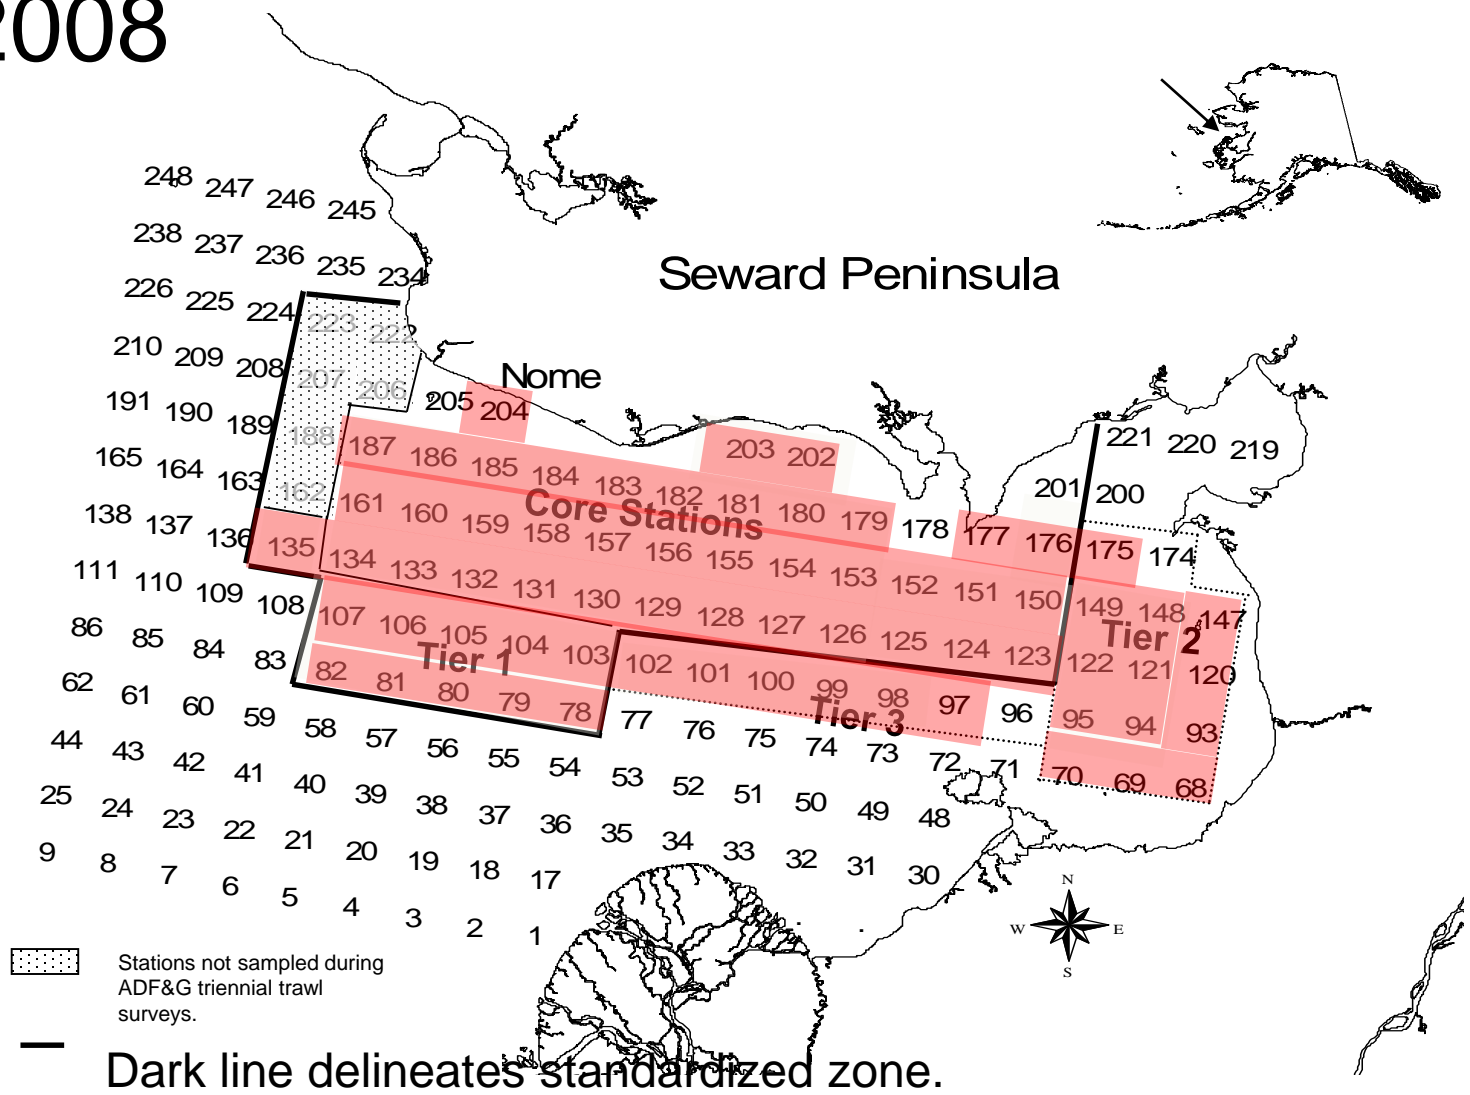 2008
Seward Peninsula
Nome
248 247 246 245
238 237 236 235 234
226 225 224 223 222
210 209 208 207 206 205 204 203 202 201 200
221 220 219
191 190 189 188 187 186 185 184 183 182 181 180 179 178 177 176 175 174
165 164 163 162 161 160 159 158 157 156 155 154 153 152 151 150 149 148 147
Core Stations
138 137 136 135 134 133 132 131 130 129 128 127 126 125 124 123 122 121 120
Tier 2
111 110 109 108 107 106 105 104 103 102 101 100 99 98 97 96 95 94 93
Tier 1
Tier 3
86 85 84 83 82 81 80 79 78 77 76 75 74 73 72 71 70 69 68
62 61 60 59 58 57 56 55 54 53 52 51 50 49 48
44 43 42 41 40 39 38 37 36 35 34 33 32 31 30
25 24 23 22 21 20 19 18 17
9 8 7 6 5 4 3 2 1
N
W E
S
Stations not sampled during
ADF&G triennial trawl
surveys.
Dark line delineates standardized zone.